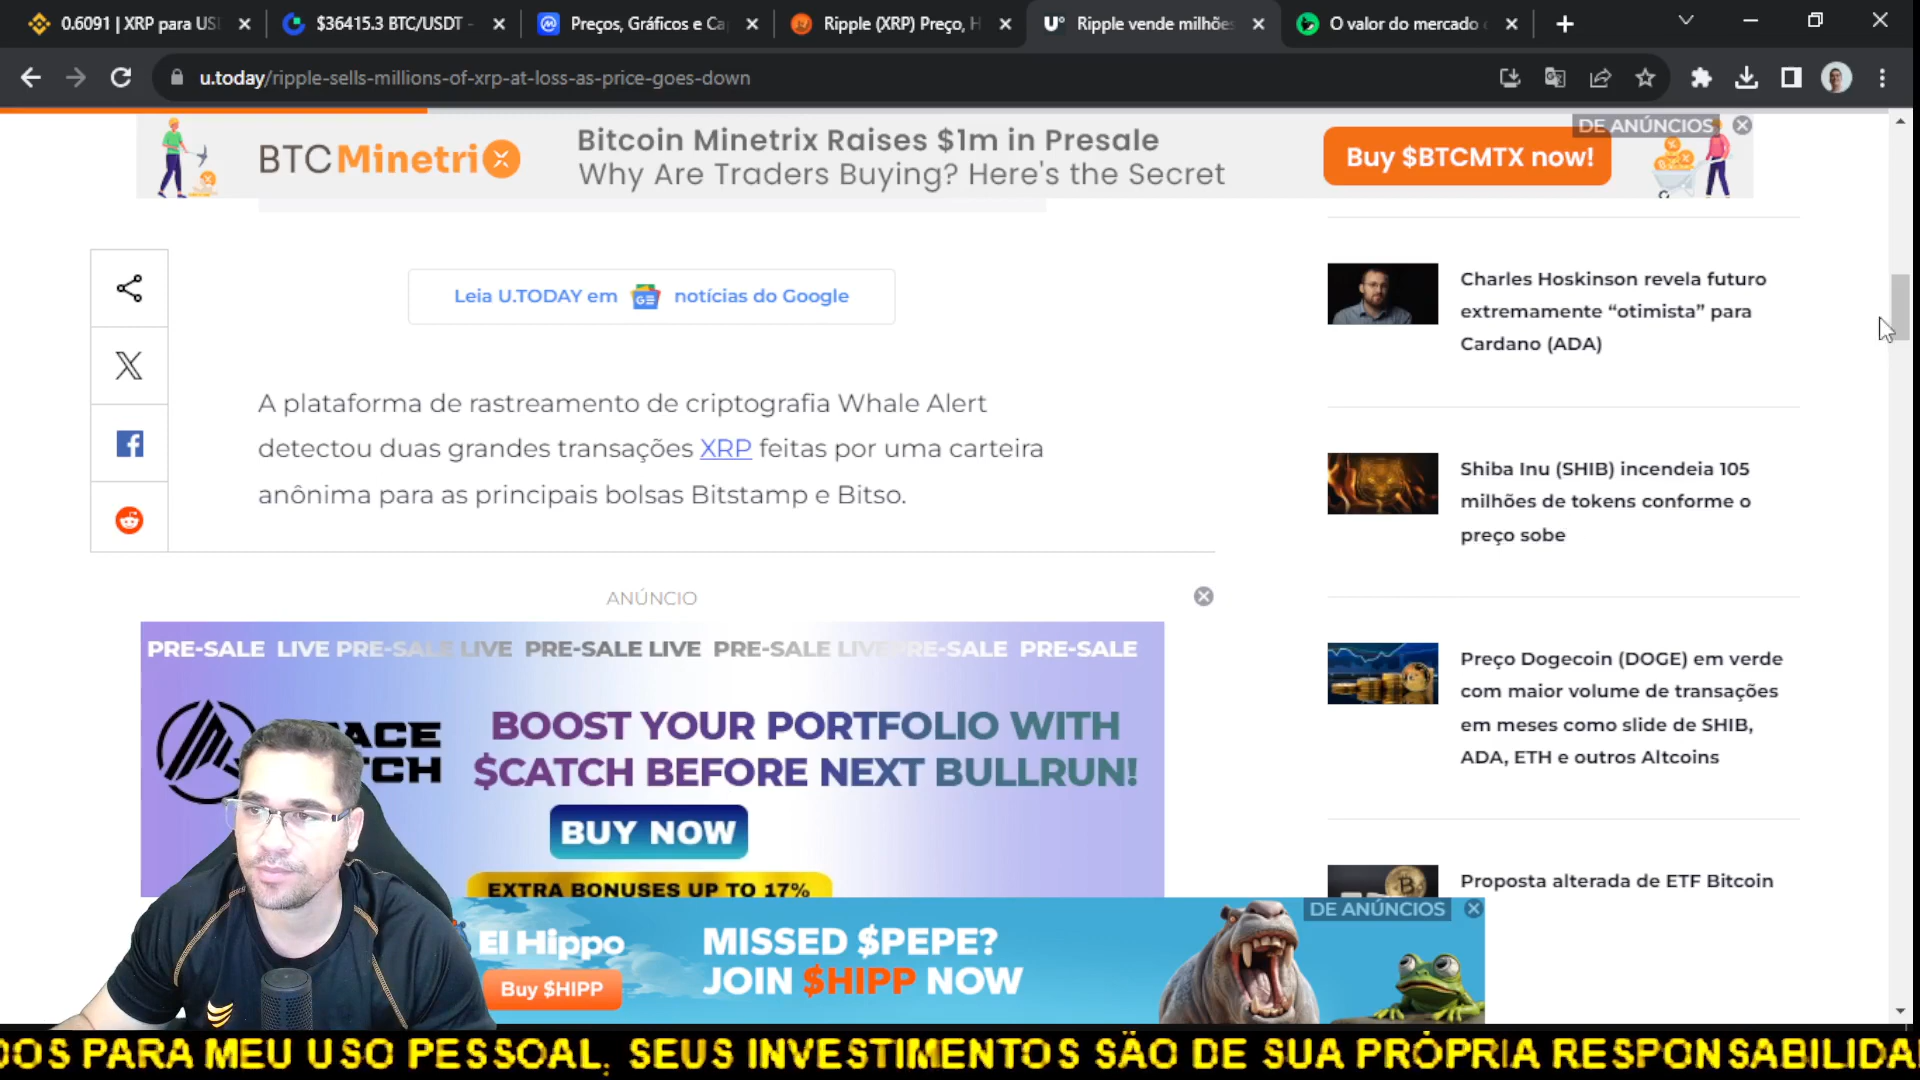 0.6091 | XRP para US
$36415.3 BTC/USDT -
Preços, Gráficos e Ca
Ripple (XRP) Preço, H
Ripple vende milhões
O valor do mercado
u.today/ripple-sells-millions-of-xrp-at-loss-as-price-goes-down
BTC Minetrix
Bitcoin Minetrix Raises $1m in Presale
Why Are Traders Buying? Here's the Secret
Buy $BTCMTX now!
DE ANÚNCIOS
Leia U.TODAY em GE notícias do Google
A plataforma de rastreamento de criptografia Whale Alert
detectou duas grandes transações XRP feitas por uma carteira
anônima para as principais bolsas Bitstamp e Bitso.
ANÚNCIO
PRE-SALE LIVE PRE-SALE LIVE PRE-SALE LIVE PRE-SALE LIVE PRE-SALE PRE-SALE
BOOST YOUR PORTFOLIO WITH
$CATCH BEFORE NEXT BULLRUN!
BUY NOW
EXTRA BONUSES UP TO 17%
Charles Hoskinson revela futuro
extremamente “otimista” para
Cardano (ADA)
Shiba Inu (SHIB) incendeia 105
milhões de tokens conforme o
preço sobe
Preço Dogecoin (DOGE) em verde
com maior volume de transações
em meses como slide de SHIB,
ADA, ETH e outros Altcoins
Proposta alterada de ETF Bitcoin
DE ANÚNCIOS
El Hippo
Buy $HIPP
MISSED $PEPE?
JOIN $HIPP NOW
DOS PARA MEU USO PESSOAL, SEUS INVESTIMENTOS SÃO DE SUA PRÓPRIA RESPONSABILIDA